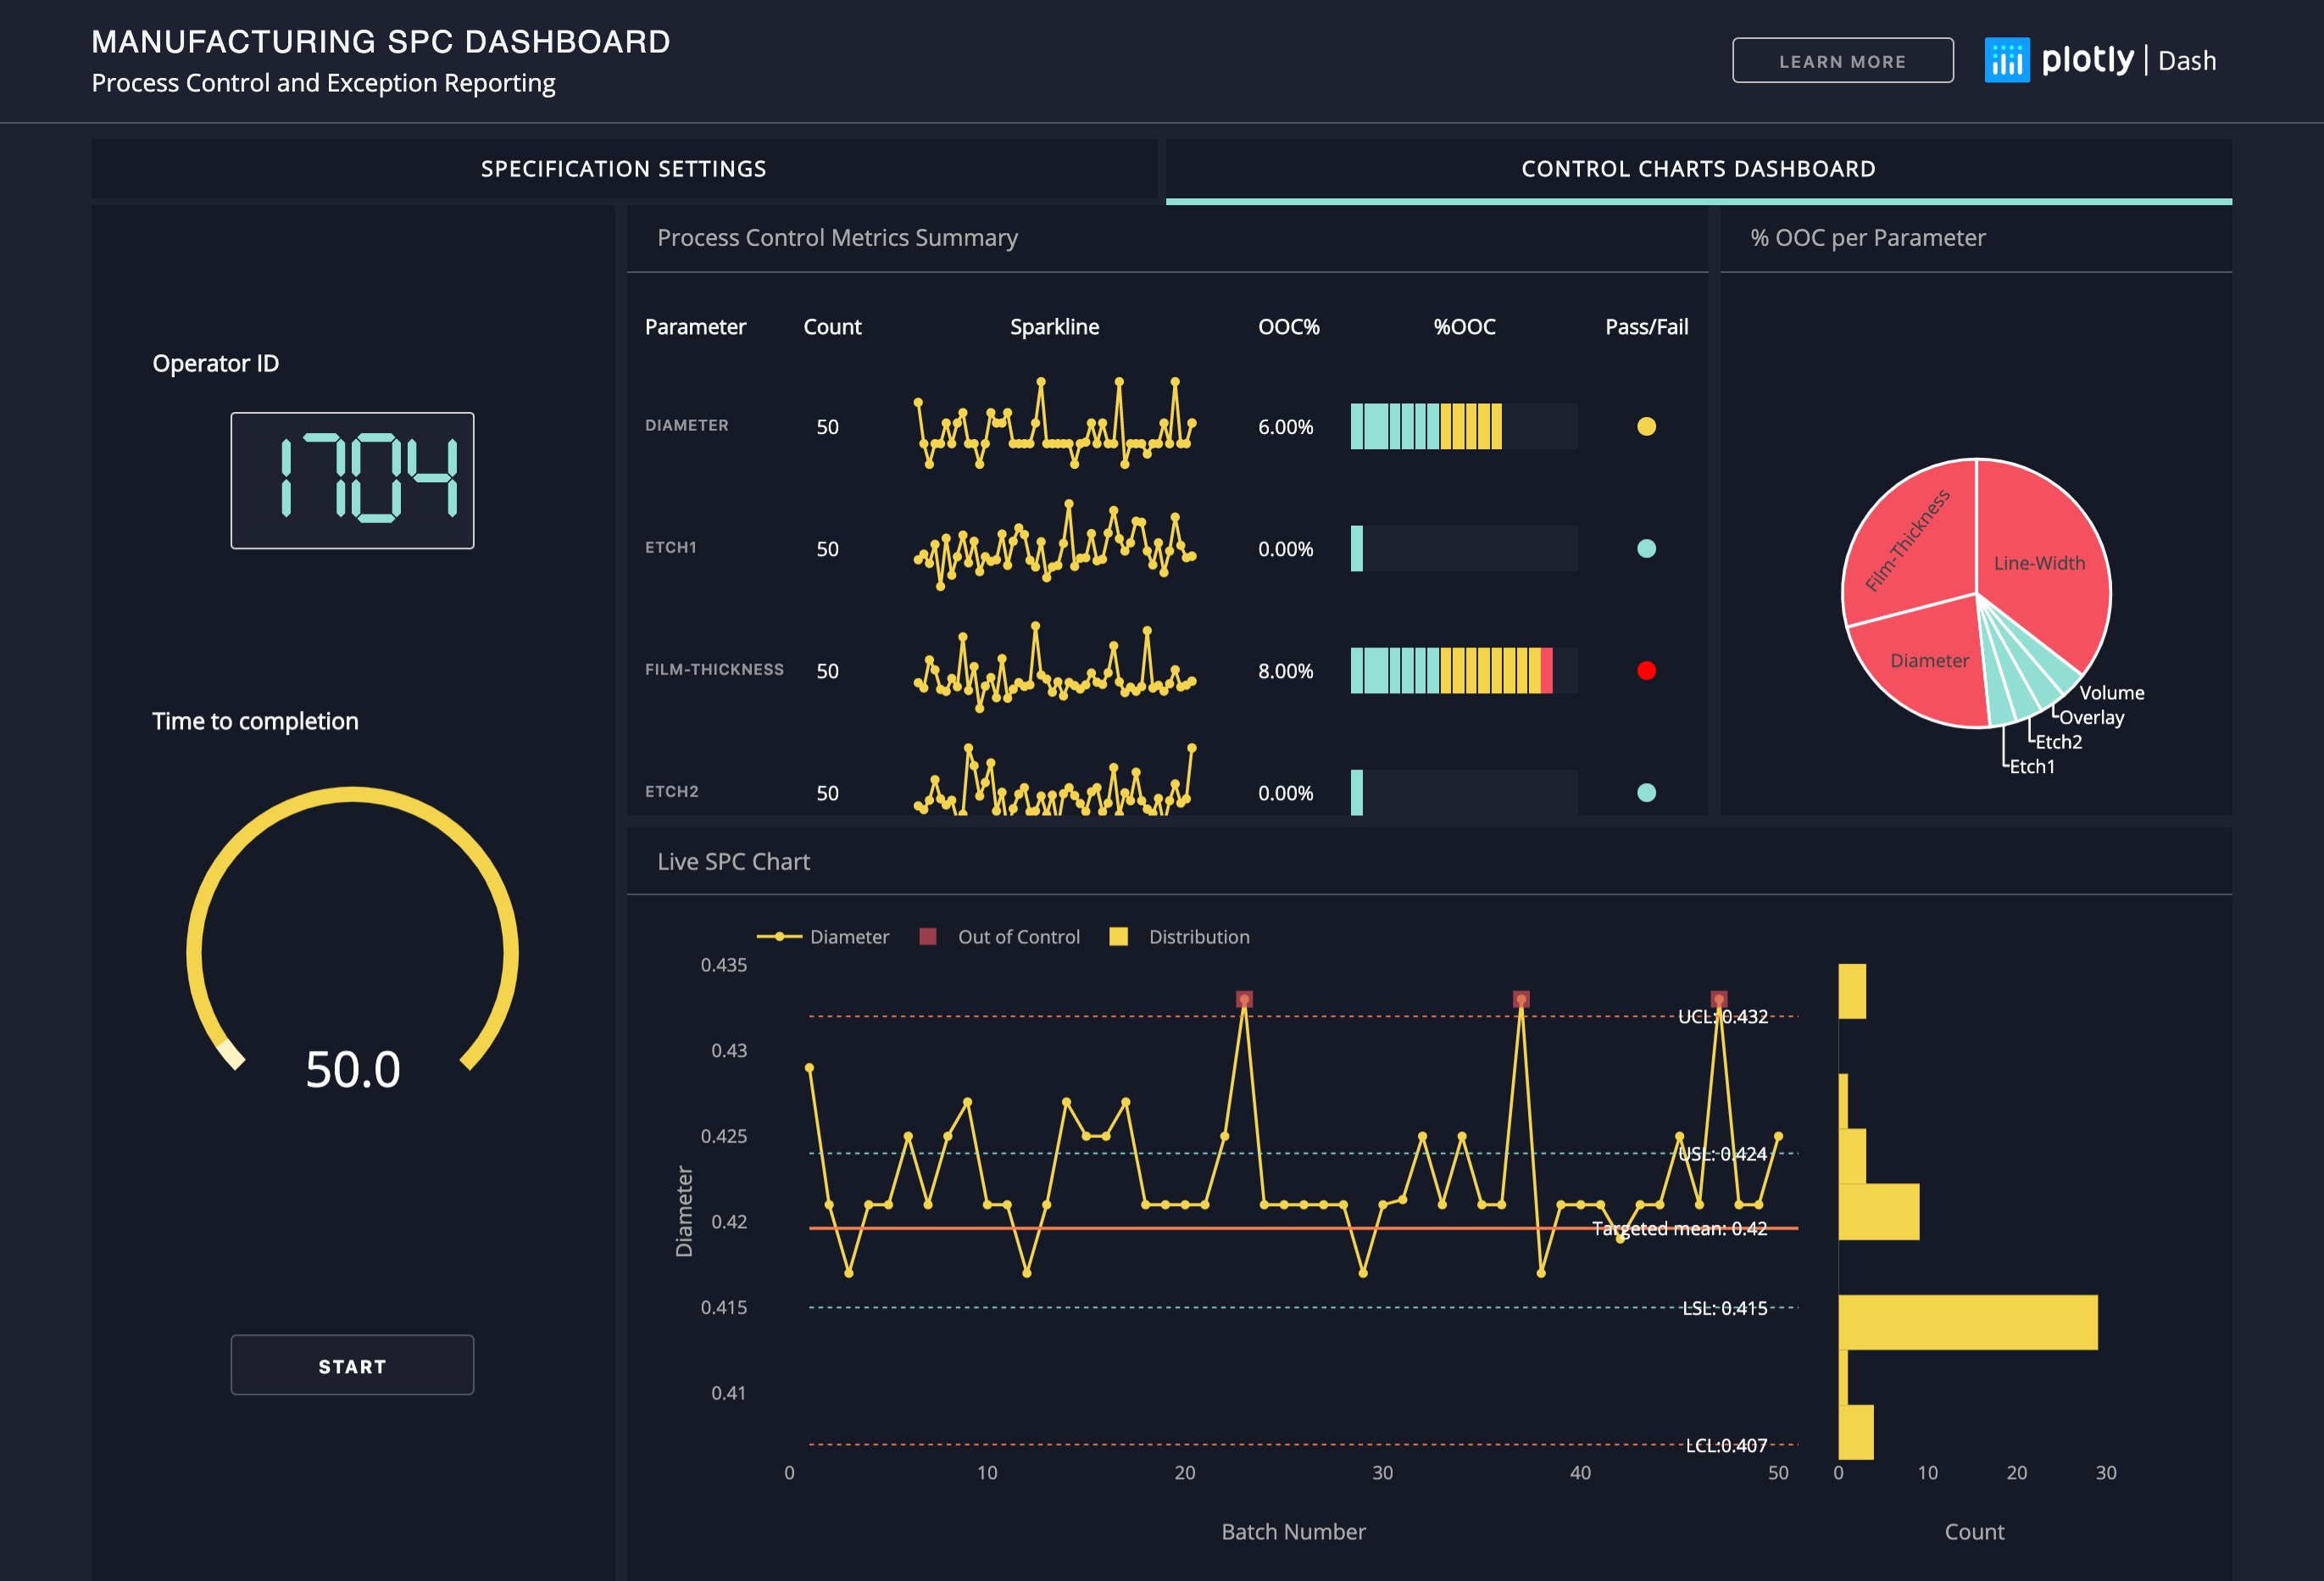 MANUFACTURING SPC DASHBOARD
Process Control and Exception Reporting
LEARN MORE
plotly | Dash
SPECIFICATION SETTINGS
CONTROL CHARTS DASHBOARD
Operator ID
1704
Time to completion
50.0
START
Process Control Metrics Summary
Parameter Count Sparkline OOC% %OOC Pass/Fail
DIAMETER 50 6.00%
ETCH1 50 0.00%
FILM-THICKNESS 50 8.00%
ETCH2 50 0.00%
% OOC per Parameter
Film-Thickness
Line-Width
Diameter
Volume
Overlay
Etch2
Etch1
Live SPC Chart
Diameter Out of Control Distribution
0.435
UCL: 0.432
0.43
0.425
USL: 0.424
0.42
Targeted mean: 0.42
0.415
LSL: 0.415
0.41
LCL:0.407
Diameter
0 10 20 30 40 50
Batch Number
0 10 20 30
Count